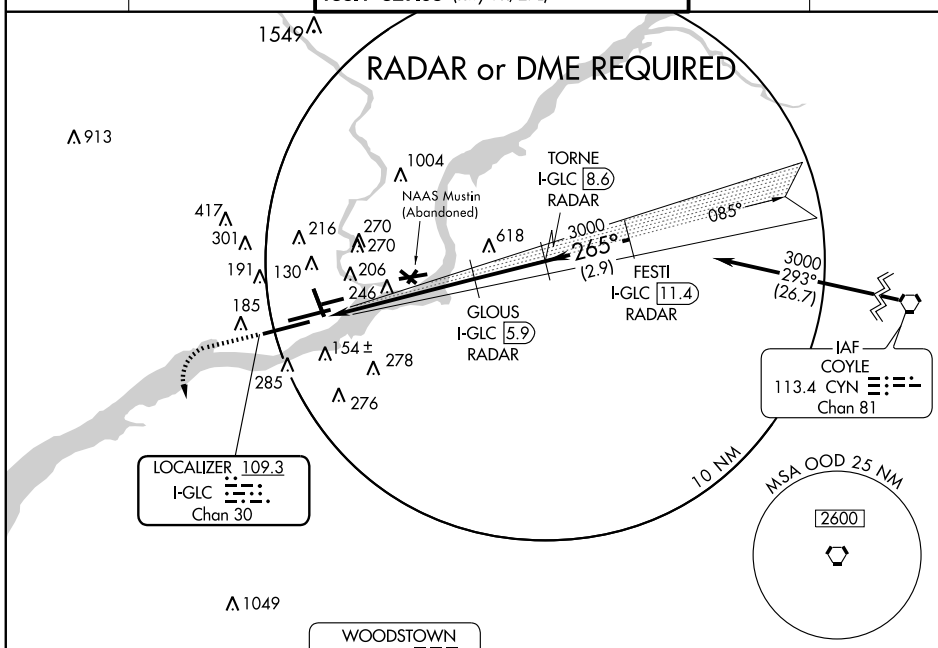 1549
RADAR or DME REQUIRED
913
1004
NAAS Mustin
(Abandoned)
TORNE
I-GLC 8.6
RADAR
3000
265°
(2.9)
085°
417
301
216
270
270
618
191
130
206
246
185
GLOUS
I-GLC 5.9
RADAR
FESTI
I-GLC 11.4
RADAR
3000
293°
(26.7)
154 ±
278
285
276
IAF
COYLE
113.4 CYN
Chan 81
LOCALIZER 109.3
I-GLC
Chan 30
10 NM
MSA OOD 25 NM
2600
1049
WOODSTOWN